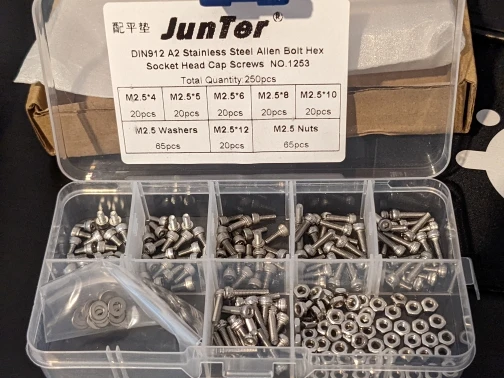 配平垫 JunTer®
DIN912 A2 Stainless Steel Allen Bolt Hex
Socket Head Cap Screws NO.1253
Total Quantity:250pcs
M2.5*4 M2.5*5 M2.5*6 M2.5*8 M2.5*10
20pcs 20pcs 20pcs 20pcs 20pcs
M2.5 Washers M2.5*12 M2.5 Nuts
65pcs 20pcs 65pcs